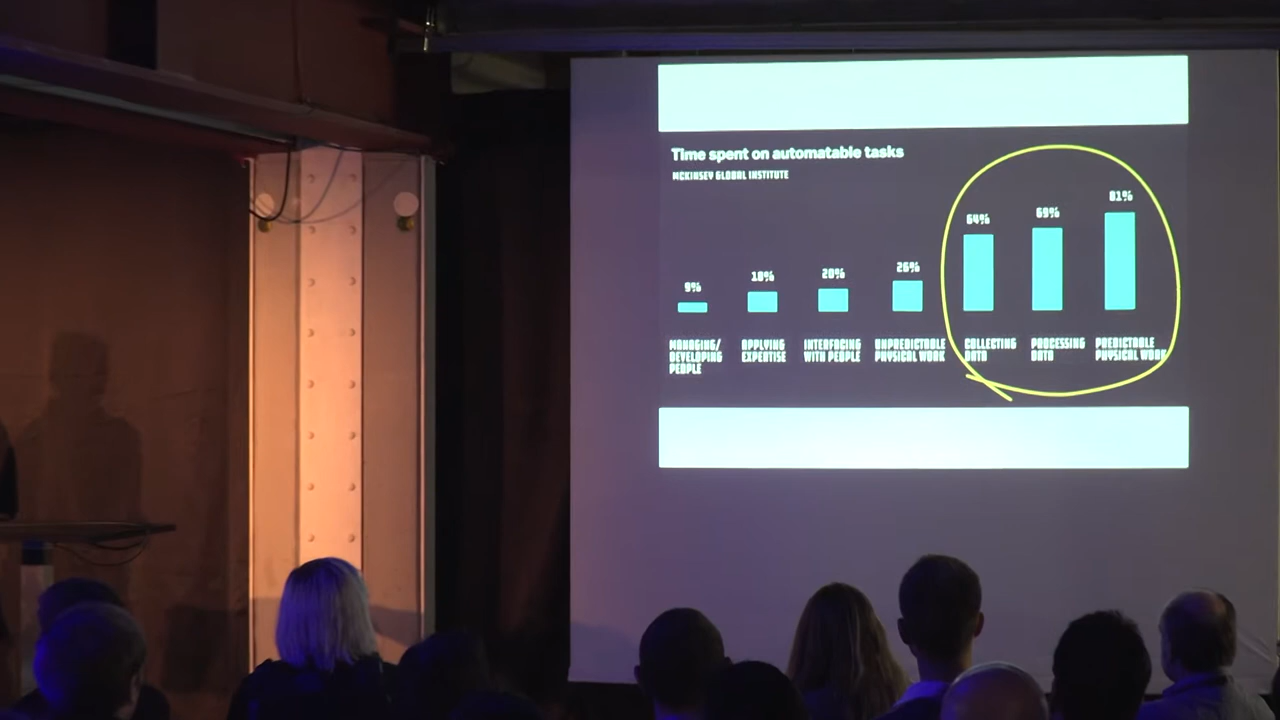 Time spent on automatable tasks
MCKINSEY GLOBAL INSTITUTE
9%
18%
20%
26%
64%
69%
81%
MANAGING/
DEVELOPING
PEOPLE
APPLYING
EXPERTISE
INTERFACING
WITH PEOPLE
UNPREDICTABLE
PHYSICAL WORK
COLLECTING
DATA
PROCESSING
DATA
PREDICTABLE
PHYSICAL WORK